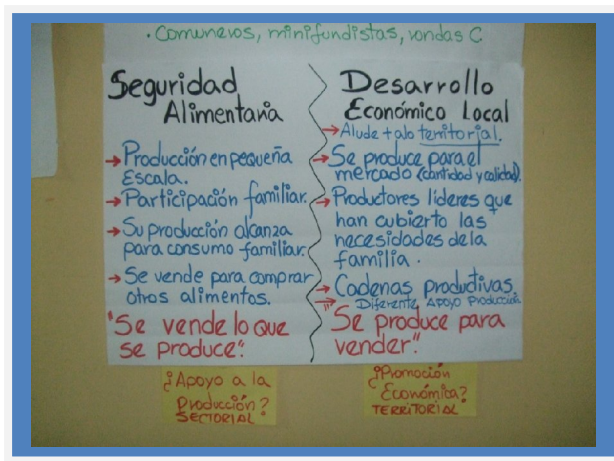 · Comuneros, minifundistas, rondas C
Seguridad
Alimentaria
→ Producción en pequeña
Escala.
→ Participación familiar.
→ Su producción alcanza
para consumo familiar.
→ Se vende para comprar
otros alimentos.
"Se vende lo que
se produce".
Desarrollo
Económico Local
→ Alude + a lo territorial.
→ Se produce para el
mercado (cantidad y calidad).
→ Productores líderes que
han cubierto las
necesidades de la
familia.
→ Cadenas productivas.
→ Diferente Apoyo Producción.
"Se produce para
vender".
¿Apoyo a la
Producción?
SECTORIAL
¿Promoción
Económica?
TERRITORIAL